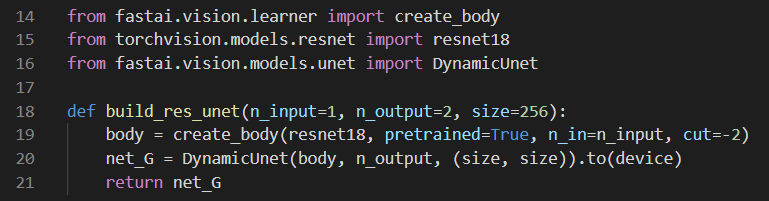 14 from fastai.vision.learner import create_body
15 from torchvision.models.resnet import resnet18
16 from fastai.vision.models.unet import DynamicUnet
17
18 def build_res_unet(n_input=1, n_output=2, size=256):
19     body = create_body(resnet18, pretrained=True, n_in=n_input, cut=-2)
20     net_G = DynamicUnet(body, n_output, (size, size)).to(device)
21     return net_G